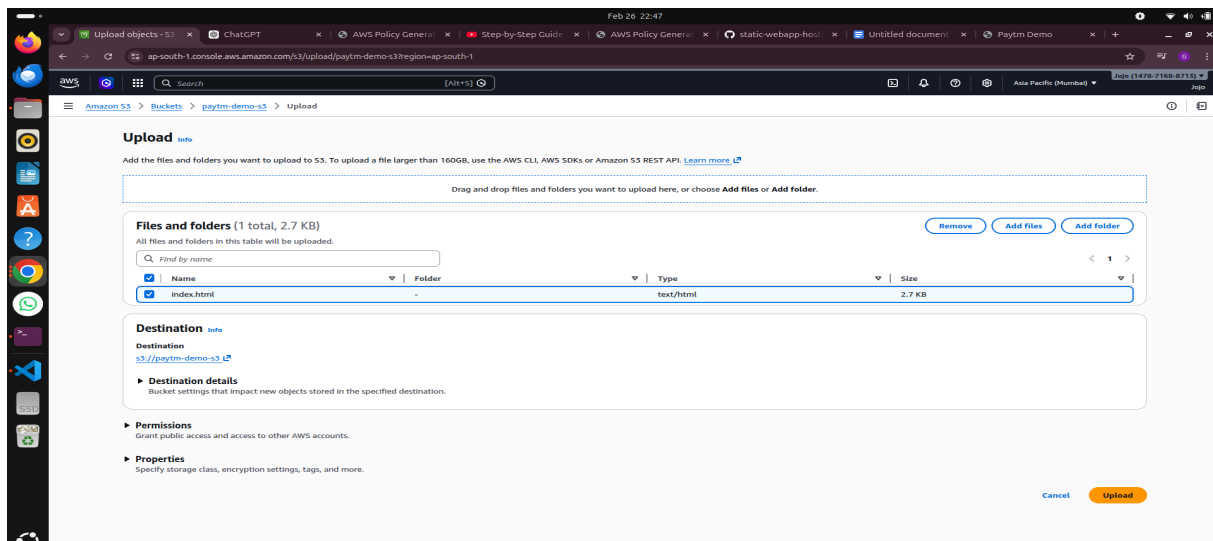 Feb 26 22:47
Upload objects - S3
ChatGPT
AWS Policy Generat
Step-by-Step Guide
AWS Policy Generat
static-webapp-host
Untitled document
Paytm Demo
ap-south-1.console.aws.amazon.com/s3/upload/paytm-demo-s3?region=ap-south-1
aws
Search
[Alt+S]
Asia Pacific (Mumbai)
Jojo (1478-7168-8713)
Jojo
Amazon S3 > Buckets > paytm-demo-s3 > Upload
Upload Info
Add the files and folders you want to upload to S3. To upload a file larger than 160GB, use the AWS CLI, AWS SDKs or Amazon S3 REST API. Learn more
Drag and drop files and folders you want to upload here, or choose Add files or Add folder.
Files and folders (1 total, 2.7 KB)
Remove
Add files
Add folder
All files and folders in this table will be uploaded.
Find by name
< 1 >
Name
Folder
Type
Size
index.html
-
text/html
2.7 KB
Destination Info
Destination
s3://paytm-demo-s3
Destination details
Bucket settings that impact new objects stored in the specified destination.
Permissions
Grant public access and access to other AWS accounts.
Properties
Specify storage class, encryption settings, tags, and more.
Cancel
Upload
SSD